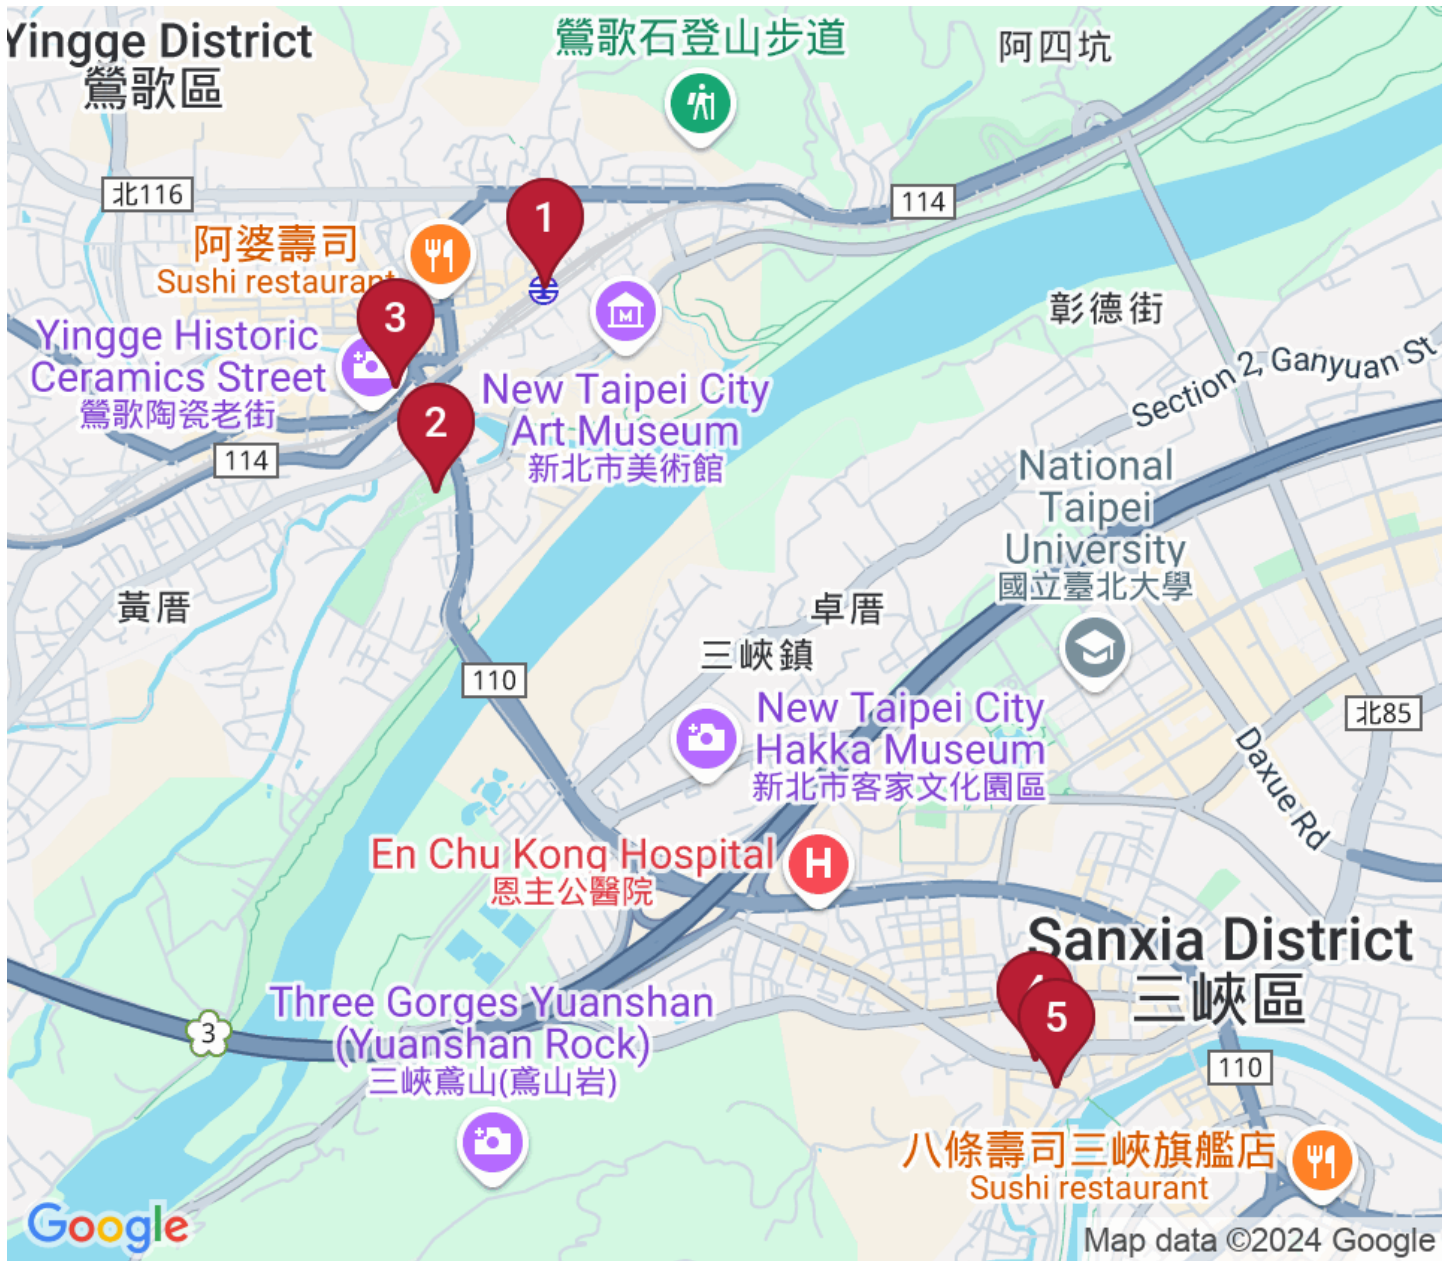 Yingge District
鶯歌區
鶯歌石登山步道
阿四坑
北116
114
1
阿婆壽司
Sushi restaurant
3
Yingge Historic
Ceramics Street
鶯歌陶瓷老街
M
New Taipei City
Art Museum
新北市美術館
彰德街
Section 2, Ganyuan St
2
114
National
Taipei
University
國立臺北大學
黃厝
卓厝
三峽鎮
110
北85
New Taipei City
Hakka Museum
新北市客家文化園區
Daxue Rd
En Chu Kong Hospital
恩主公醫院
H
Sanxia District
三峽區
4
5
3
Three Gorges Yuanshan
(Yuanshan Rock)
三峽鳶山(鳶山岩)
110
八條壽司三峽旗艦店
Sushi restaurant
Google
Map data ©2024 Google